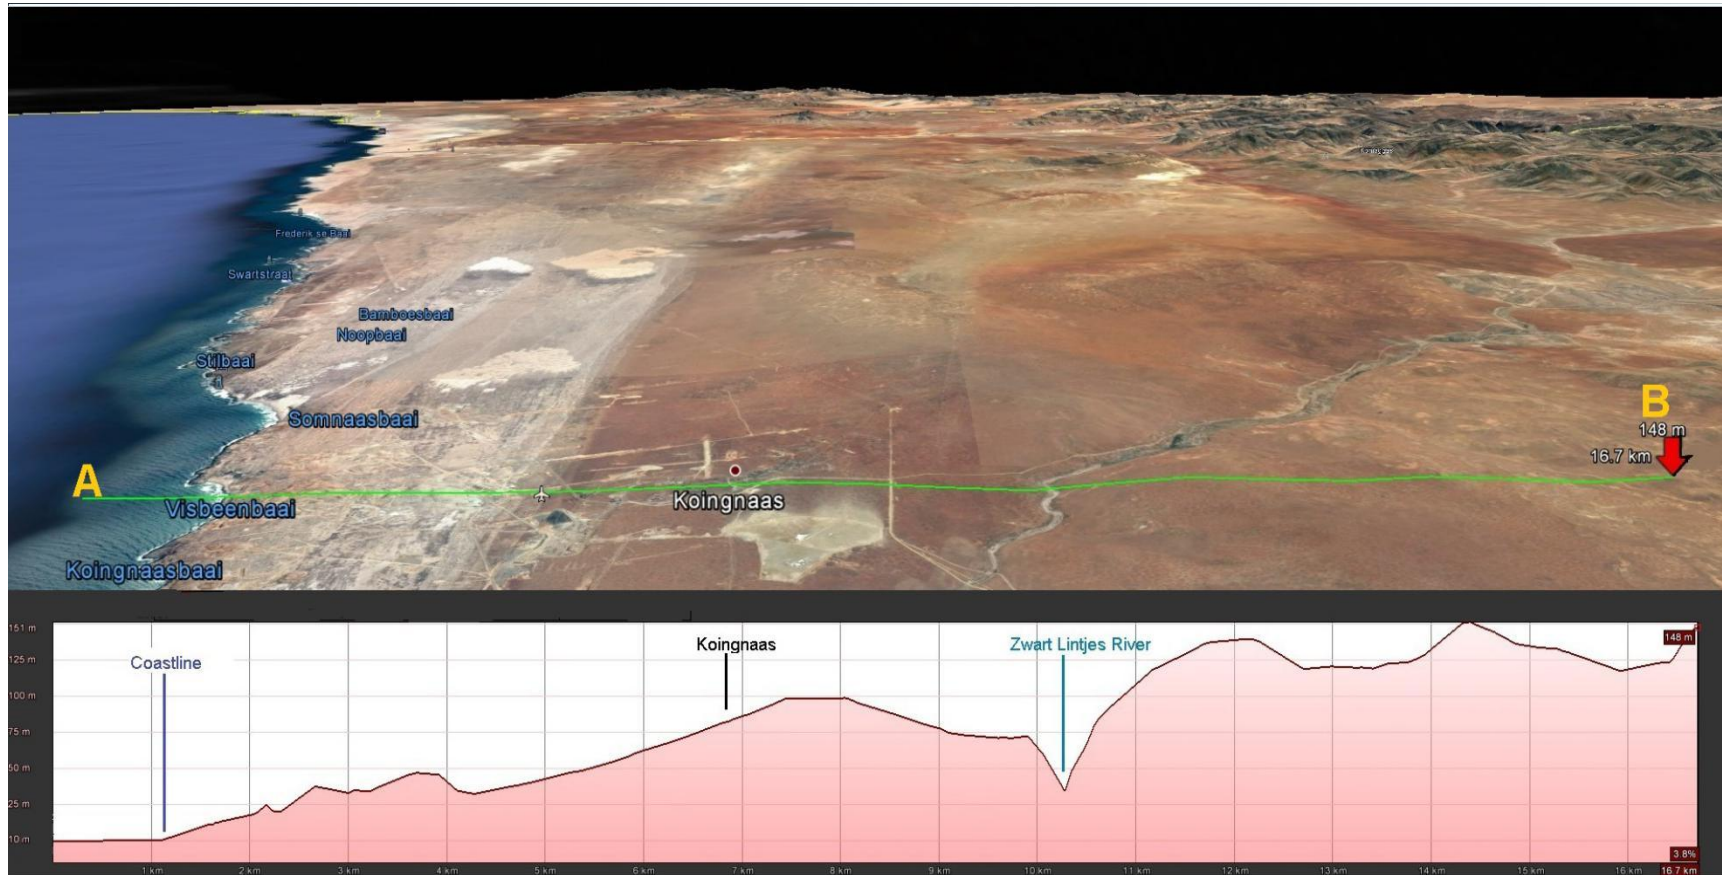 Frederik se Baai
Swartstraat
Bamboesbaai
Noopbaai
Stilbaai
Somnaasbaai
B
148 m
16.7 km
A
Koingnaas
Visbeenbaai
Koingnaasbaai
151 m
125 m
100 m
75 m
50 m
25 m
10 m
Coastline
Koingnaas
Zwart Lintjes River
148 m
3.8%
1 km
2 km
3 km
4 km
5 km
6 km
7 km
8 km
9 km
10 km
11 km
12 km
13 km
14 km
15 km
16 km
16.7 km